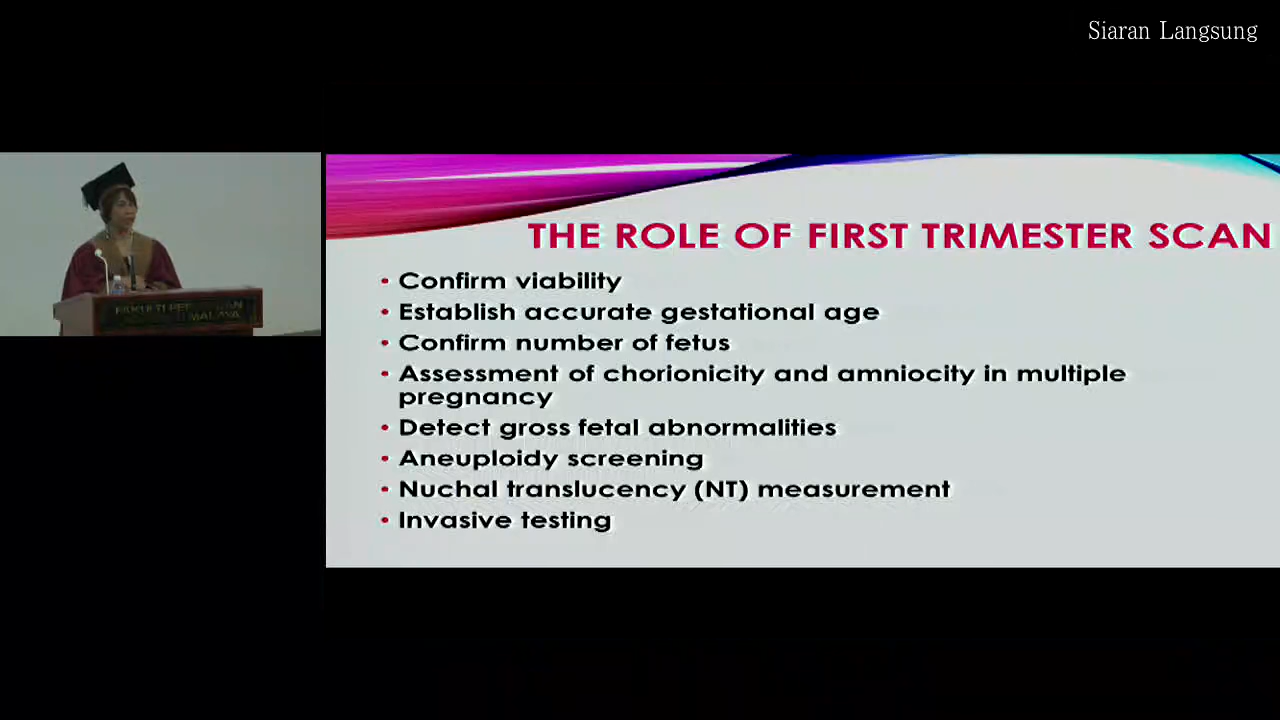 Siaran Langsung
THE ROLE OF FIRST TRIMESTER SCAN
• Confirm viability
• Establish accurate gestational age
• Confirm number of fetus
• Assessment of chorionicity and amniocity in multiple
pregnancy
• Detect gross fetal abnormalities
• Aneuploidy screening
• Nuchal translucency (NT) measurement
• Invasive testing
FAKULTI
MALAYA